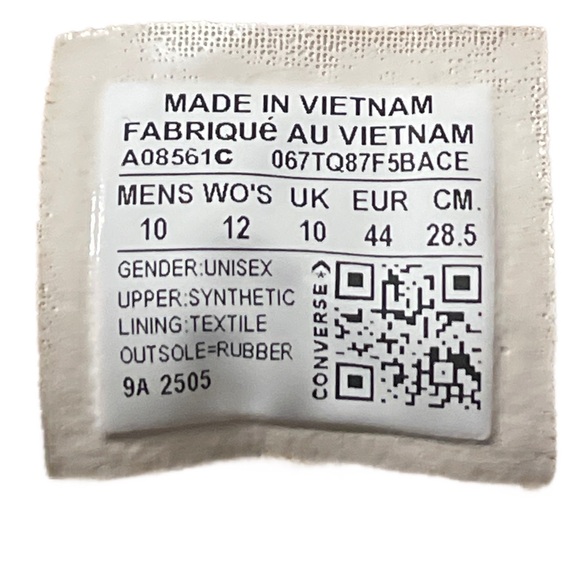 MADE IN VIETNAM
FABRIQUé AU VIETNAM
A08561C 067TQ87F5BACE
MENS WO'S UK EUR CM.
10 12 10 44 28.5
GENDER:UNISEX
UPPER:SYNTHETIC
LINING:TEXTILE
OUTSOLE=RUBBER
9A 2505
CONVERSE